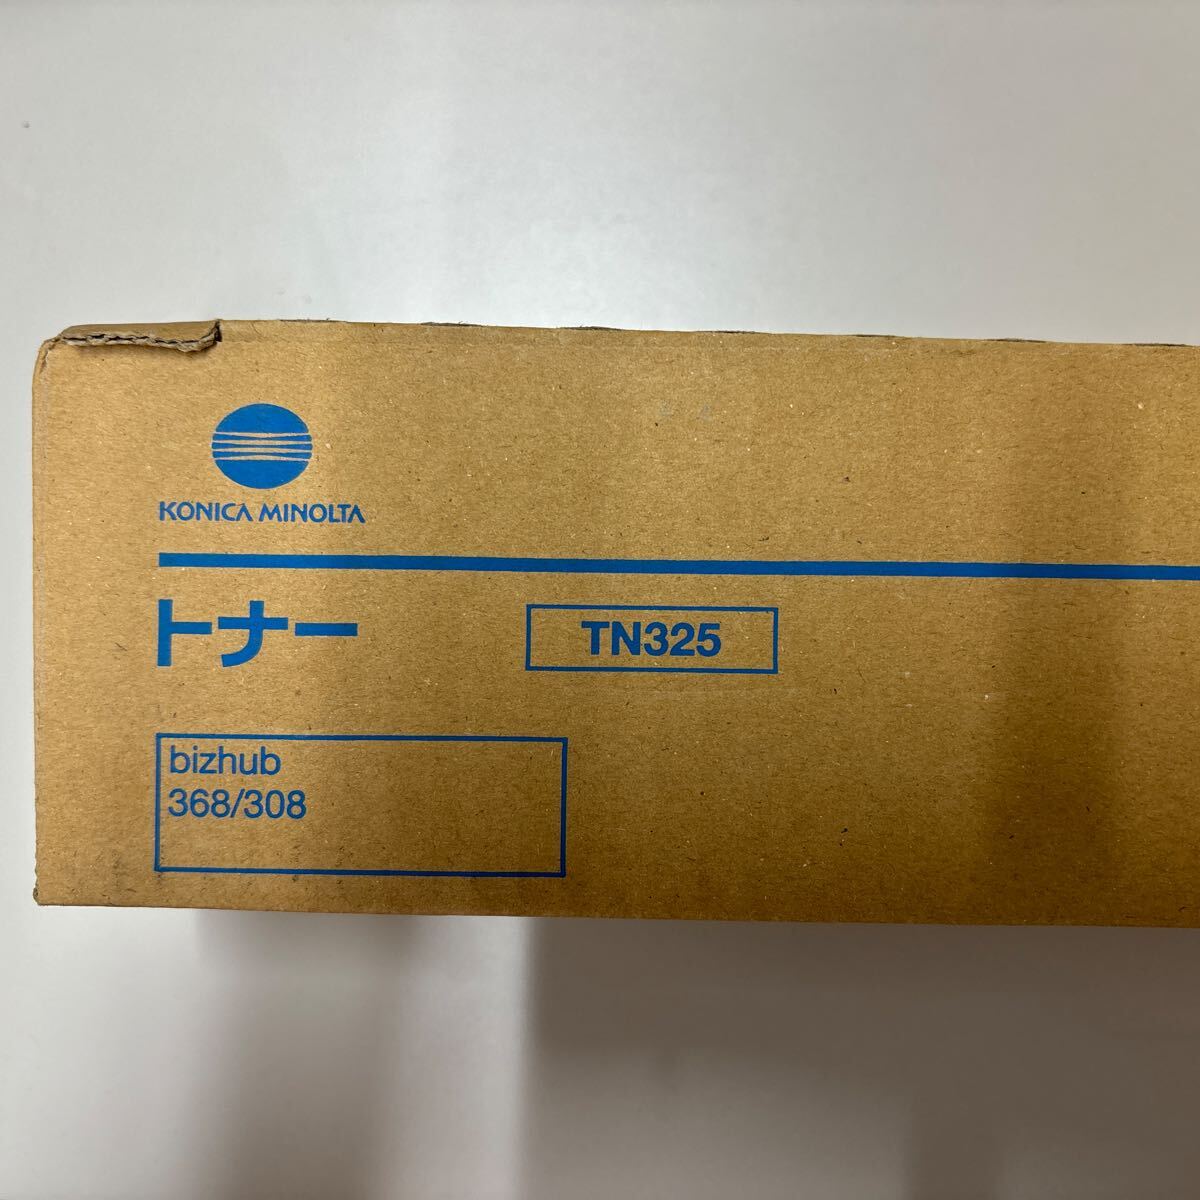 KONICA MINOLTA
トナー
TN325
bizhub
368/308